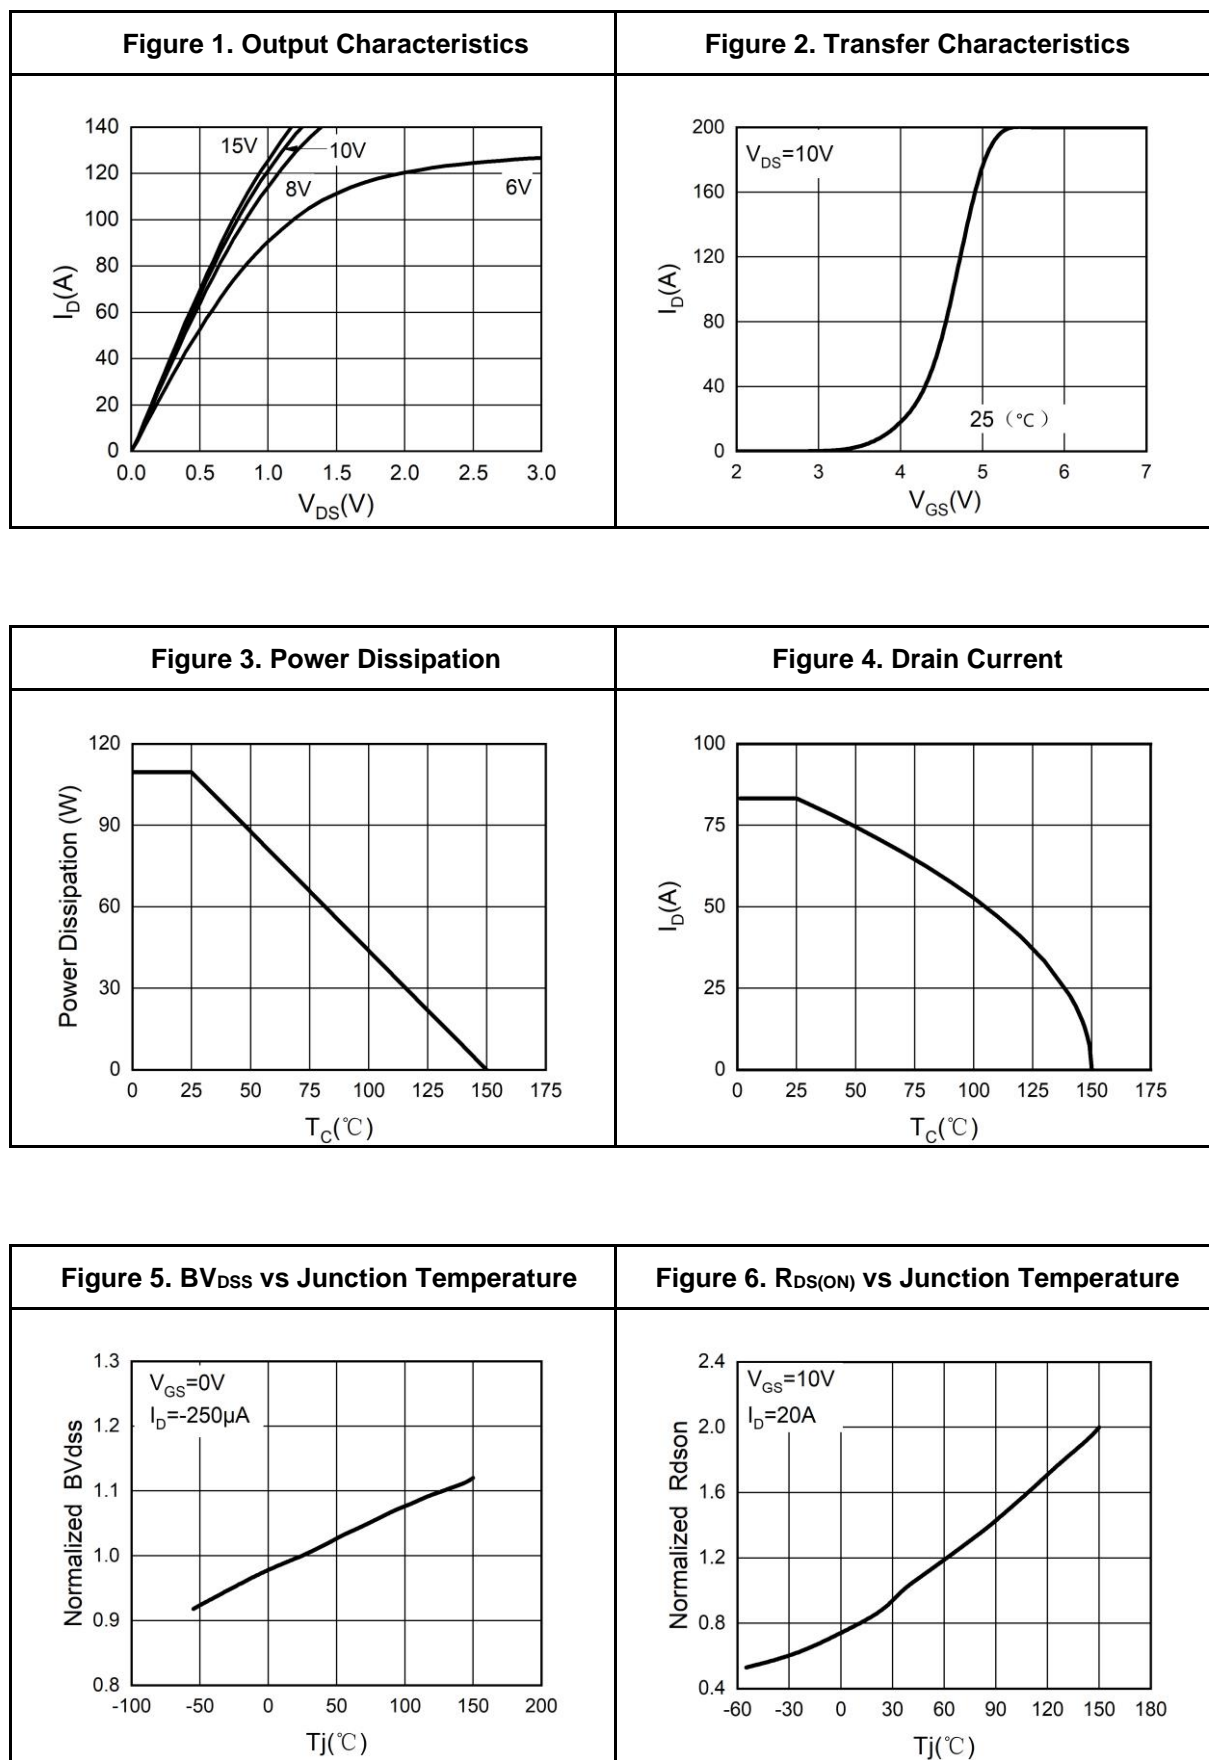 Figure 1. Output Characteristics
Figure 2. Transfer Characteristics
140
120
100
80
60
40
20
0
I_D(A)
15V
10V
8V
6V
0.0 0.5 1.0 1.5 2.0 2.5 3.0
V_DS(V)
200
160
120
80
40
0
I_D(A)
V_DS=10V
25（℃）
2 3 4 5 6 7
V_GS(V)
Figure 3. Power Dissipation
Figure 4. Drain Current
120
90
60
30
0
Power Dissipation (W)
0 25 50 75 100 125 150 175
T_C(℃)
100
75
50
25
0
I_D(A)
0 25 50 75 100 125 150 175
T_C(℃)
Figure 5. BV_DSS vs Junction Temperature
Figure 6. R_DS(ON) vs Junction Temperature
1.3
1.2
1.1
1.0
0.9
0.8
Normalized BVdss
V_GS=0V
I_D=-250μA
-100 -50 0 50 100 150 200
Tj(℃)
2.4
2.0
1.6
1.2
0.8
0.4
Normalized Rdson
V_GS=10V
I_D=20A
-60 -30 0 30 60 90 120 150 180
Tj(℃)